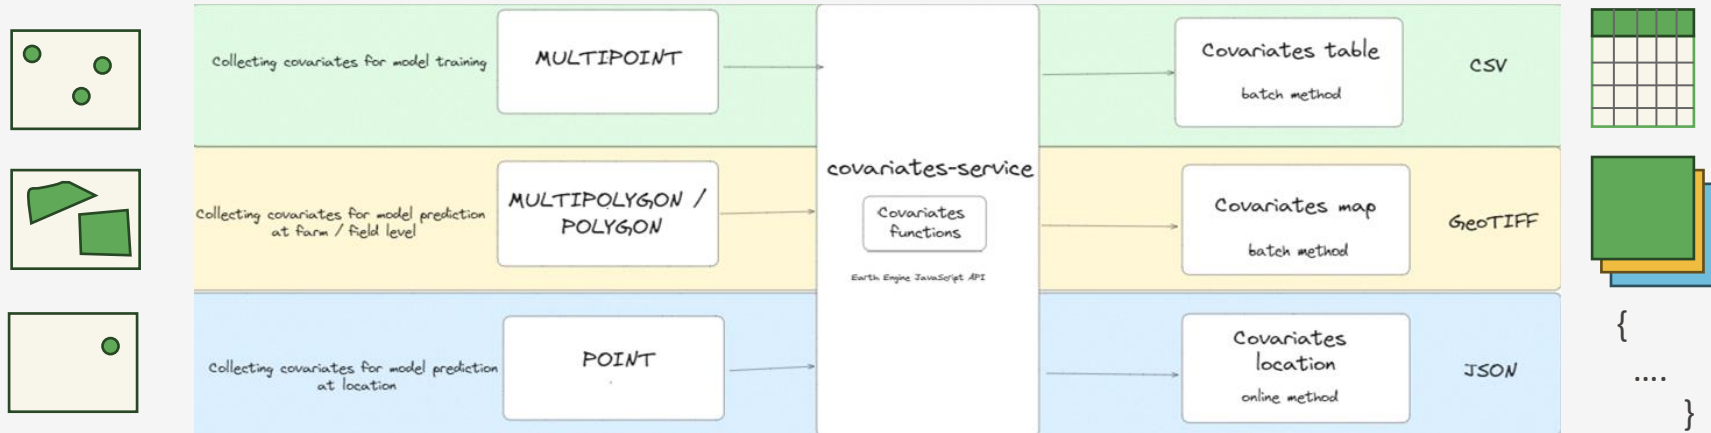 Collecting covariates for model training
MULTIPOINT
Covariates table
batch method
CSV
covariates-service
Covariates
functions
Earth Engine JavaScript API
Collecting covariates for model prediction
at farm / field level
MULTIPOLYGON /
POLYGON
Covariates map
batch method
GeoTIFF
Collecting covariates for model prediction
at location
POINT
Covariates
location
online method
JSON
{
....
}